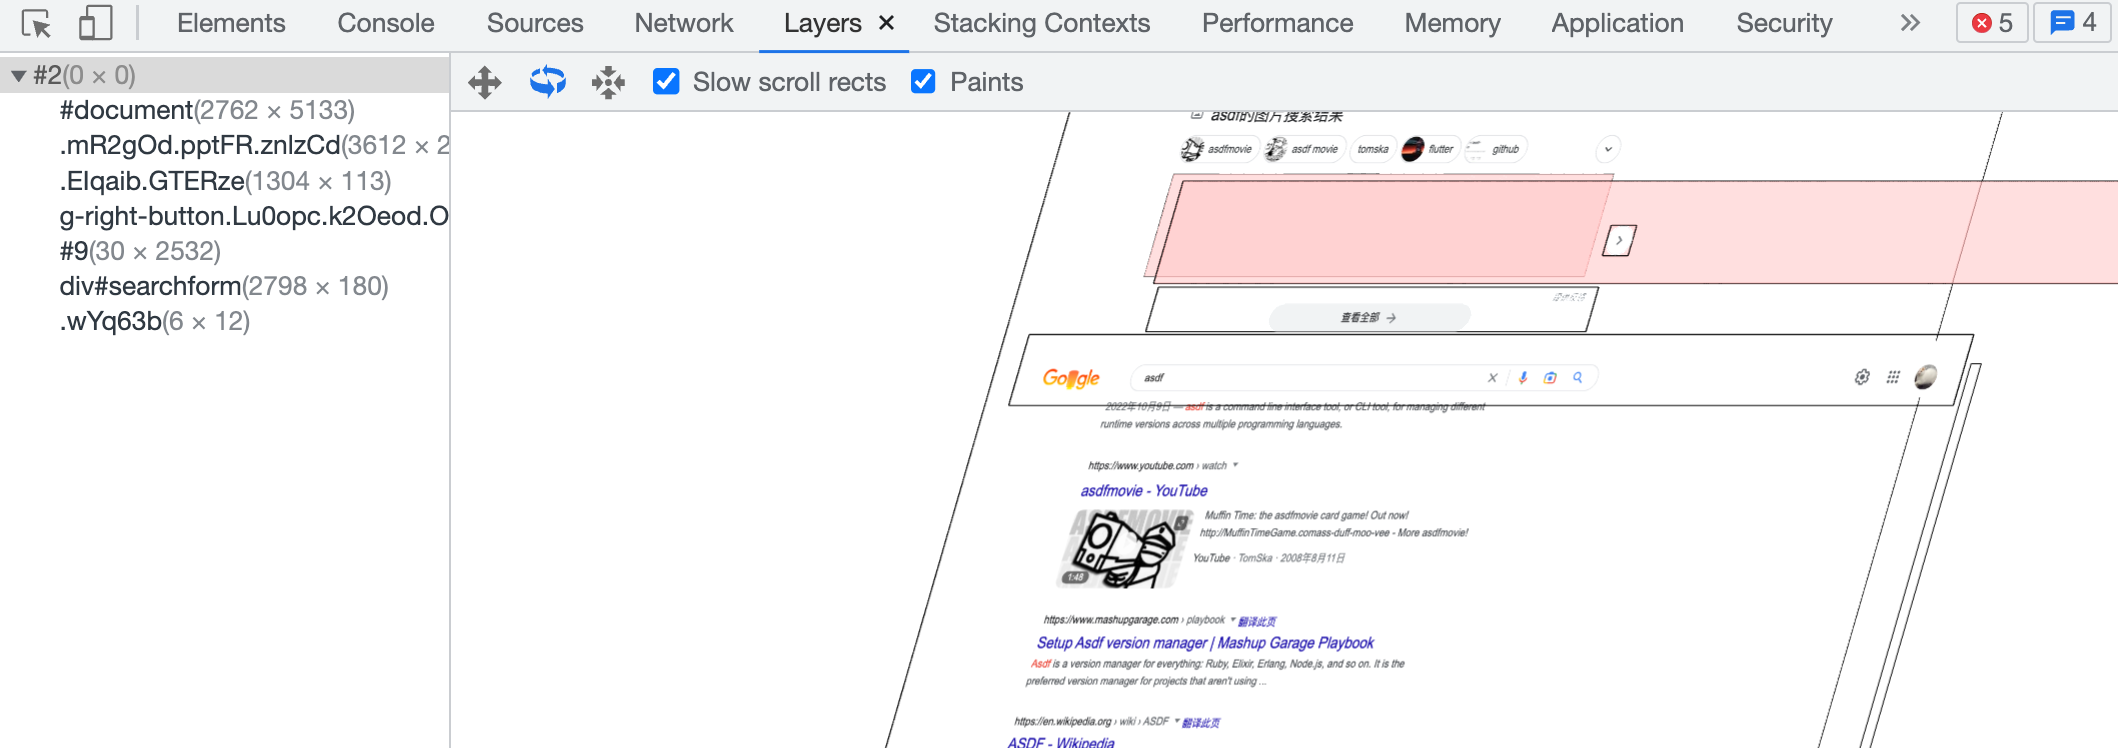 Elements Console Sources Network Layers × Stacking Contexts Performance Memory Application Security » 5 4
#2(0 × 0)
#document(2762 × 5133)
.mR2gOd.pptFR.znlzCd(3612 × 2
.EIqaib.GTERze(1304 × 113)
g-right-button.Lu0opc.k2Oeod.O
#9(30 × 2532)
div#searchform(2798 × 180)
.wYq63b(6 × 12)
Slow scroll rects Paints
asdf的图片搜索结果
asdfmovie asdf movie tomska flutter github
查看全部 →
Google asdf
2022年10月9日 — asdf is a command line interface tool, or CLI tool, for managing different
runtime versions across multiple programming languages.
https://www.youtube.com › watch
asdfmovie - YouTube
ASDFMOVIE
Muffin Time: the asdfmovie card game! Out now!
http://MuffinTimeGame.comass-duff-moo-vee - More asdfmovie!
YouTube · TomSka · 2008年8月11日
1:48
https://www.mashupgarage.com › playbook 翻译此页
Setup Asdf version manager | Mashup Garage Playbook
Asdf is a version manager for everything: Ruby, Elixir, Erlang, Node.js, and so on. It is the
preferred version manager for projects that aren't using ...
https://en.wikipedia.org › wiki › ASDF 翻译此页
ASDF - Wikipedia